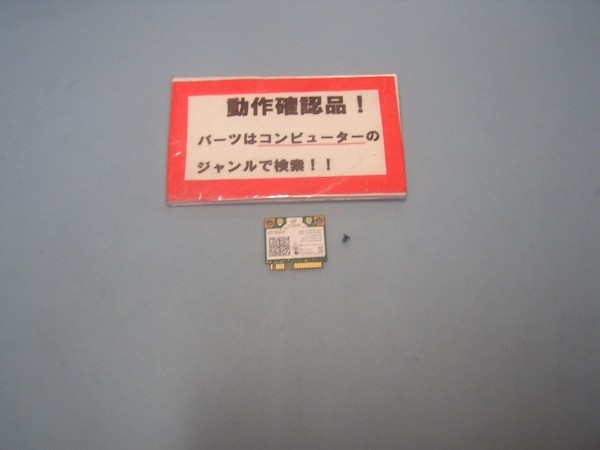 動作確認品！
パーツはコンピューターの
ジャンルで検索！！